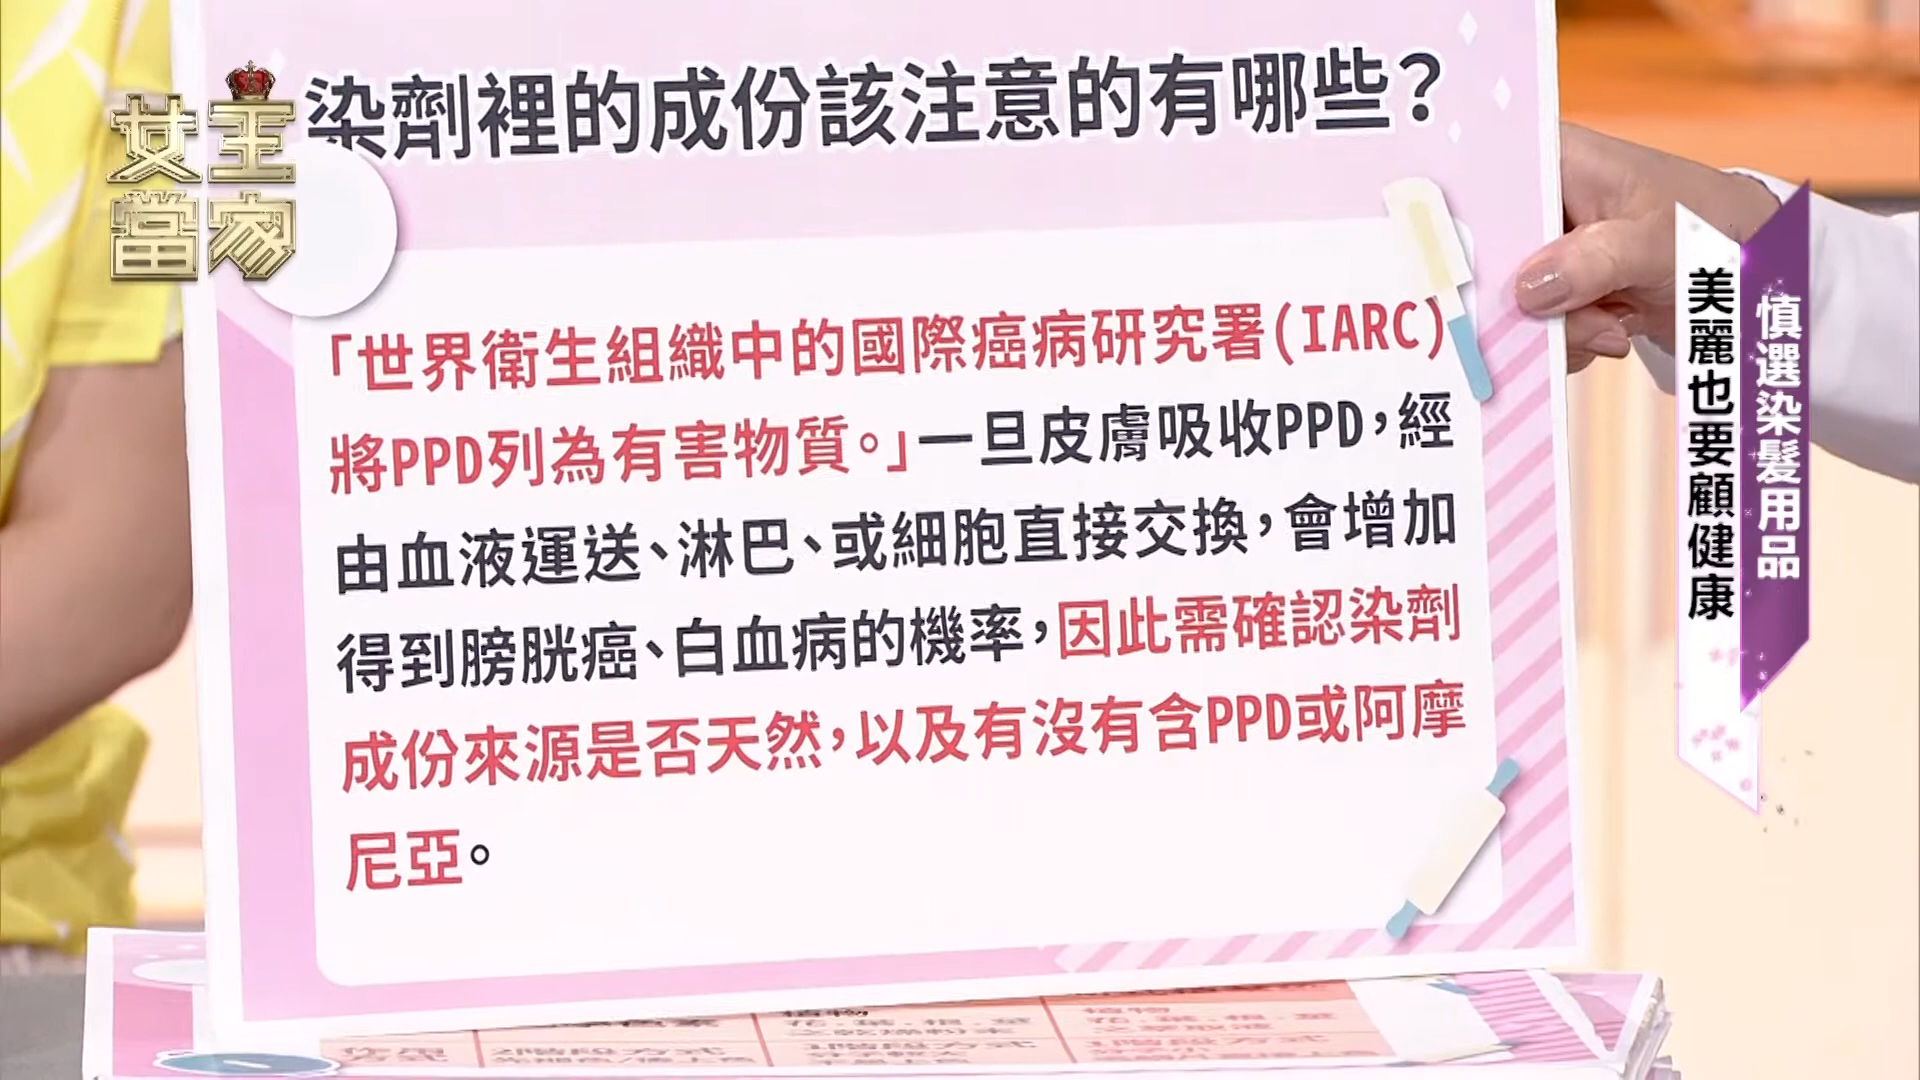 女王
當家
染劑裡的成份該注意的有哪些？
「世界衛生組織中的國際癌病研究署(IARC)
將PPD列為有害物質。」一旦皮膚吸收PPD，經
由血液運送、淋巴、或細胞直接交換，會增加
得到膀胱癌、白血病的機率，因此需確認染劑
成份來源是否天然，以及有沒有含PPD或阿摩
尼亞。
慎選染髮用品
美麗也要顧健康